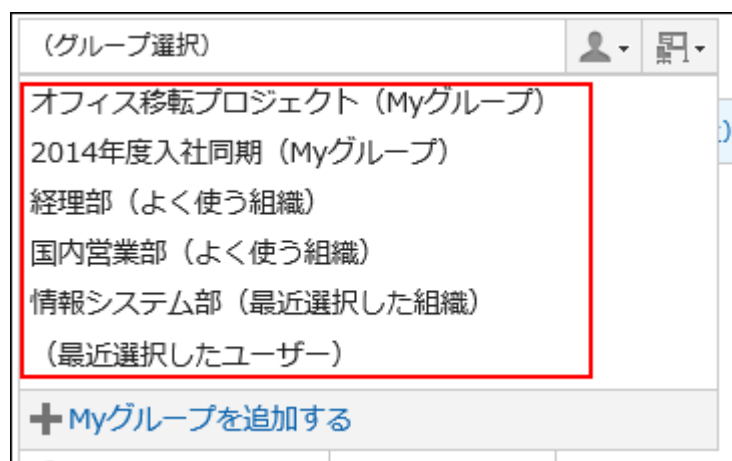 （グループ選択）
オフィス移転プロジェクト（Myグループ）
2014年度入社同期（Myグループ）
経理部（よく使う組織）
国内営業部（よく使う組織）
情報システム部（最近選択した組織）
（最近選択したユーザー）
Myグループを追加する